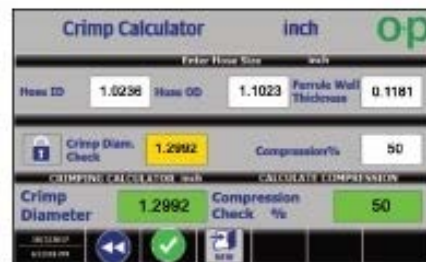 Crimp Calculator inch o+p
Enter Hose Size inch
Hose ID 1.0236 Hose OD 1.1023 Ferrule Wall Thickness 0.1181
Crimp Diam. Check 1.2992 Compression% 50
CRIMPING CALCULATOR inch CALCULATE COMPRESSION
Crimp Diameter 1.2992 Compression Check % 50
NEW